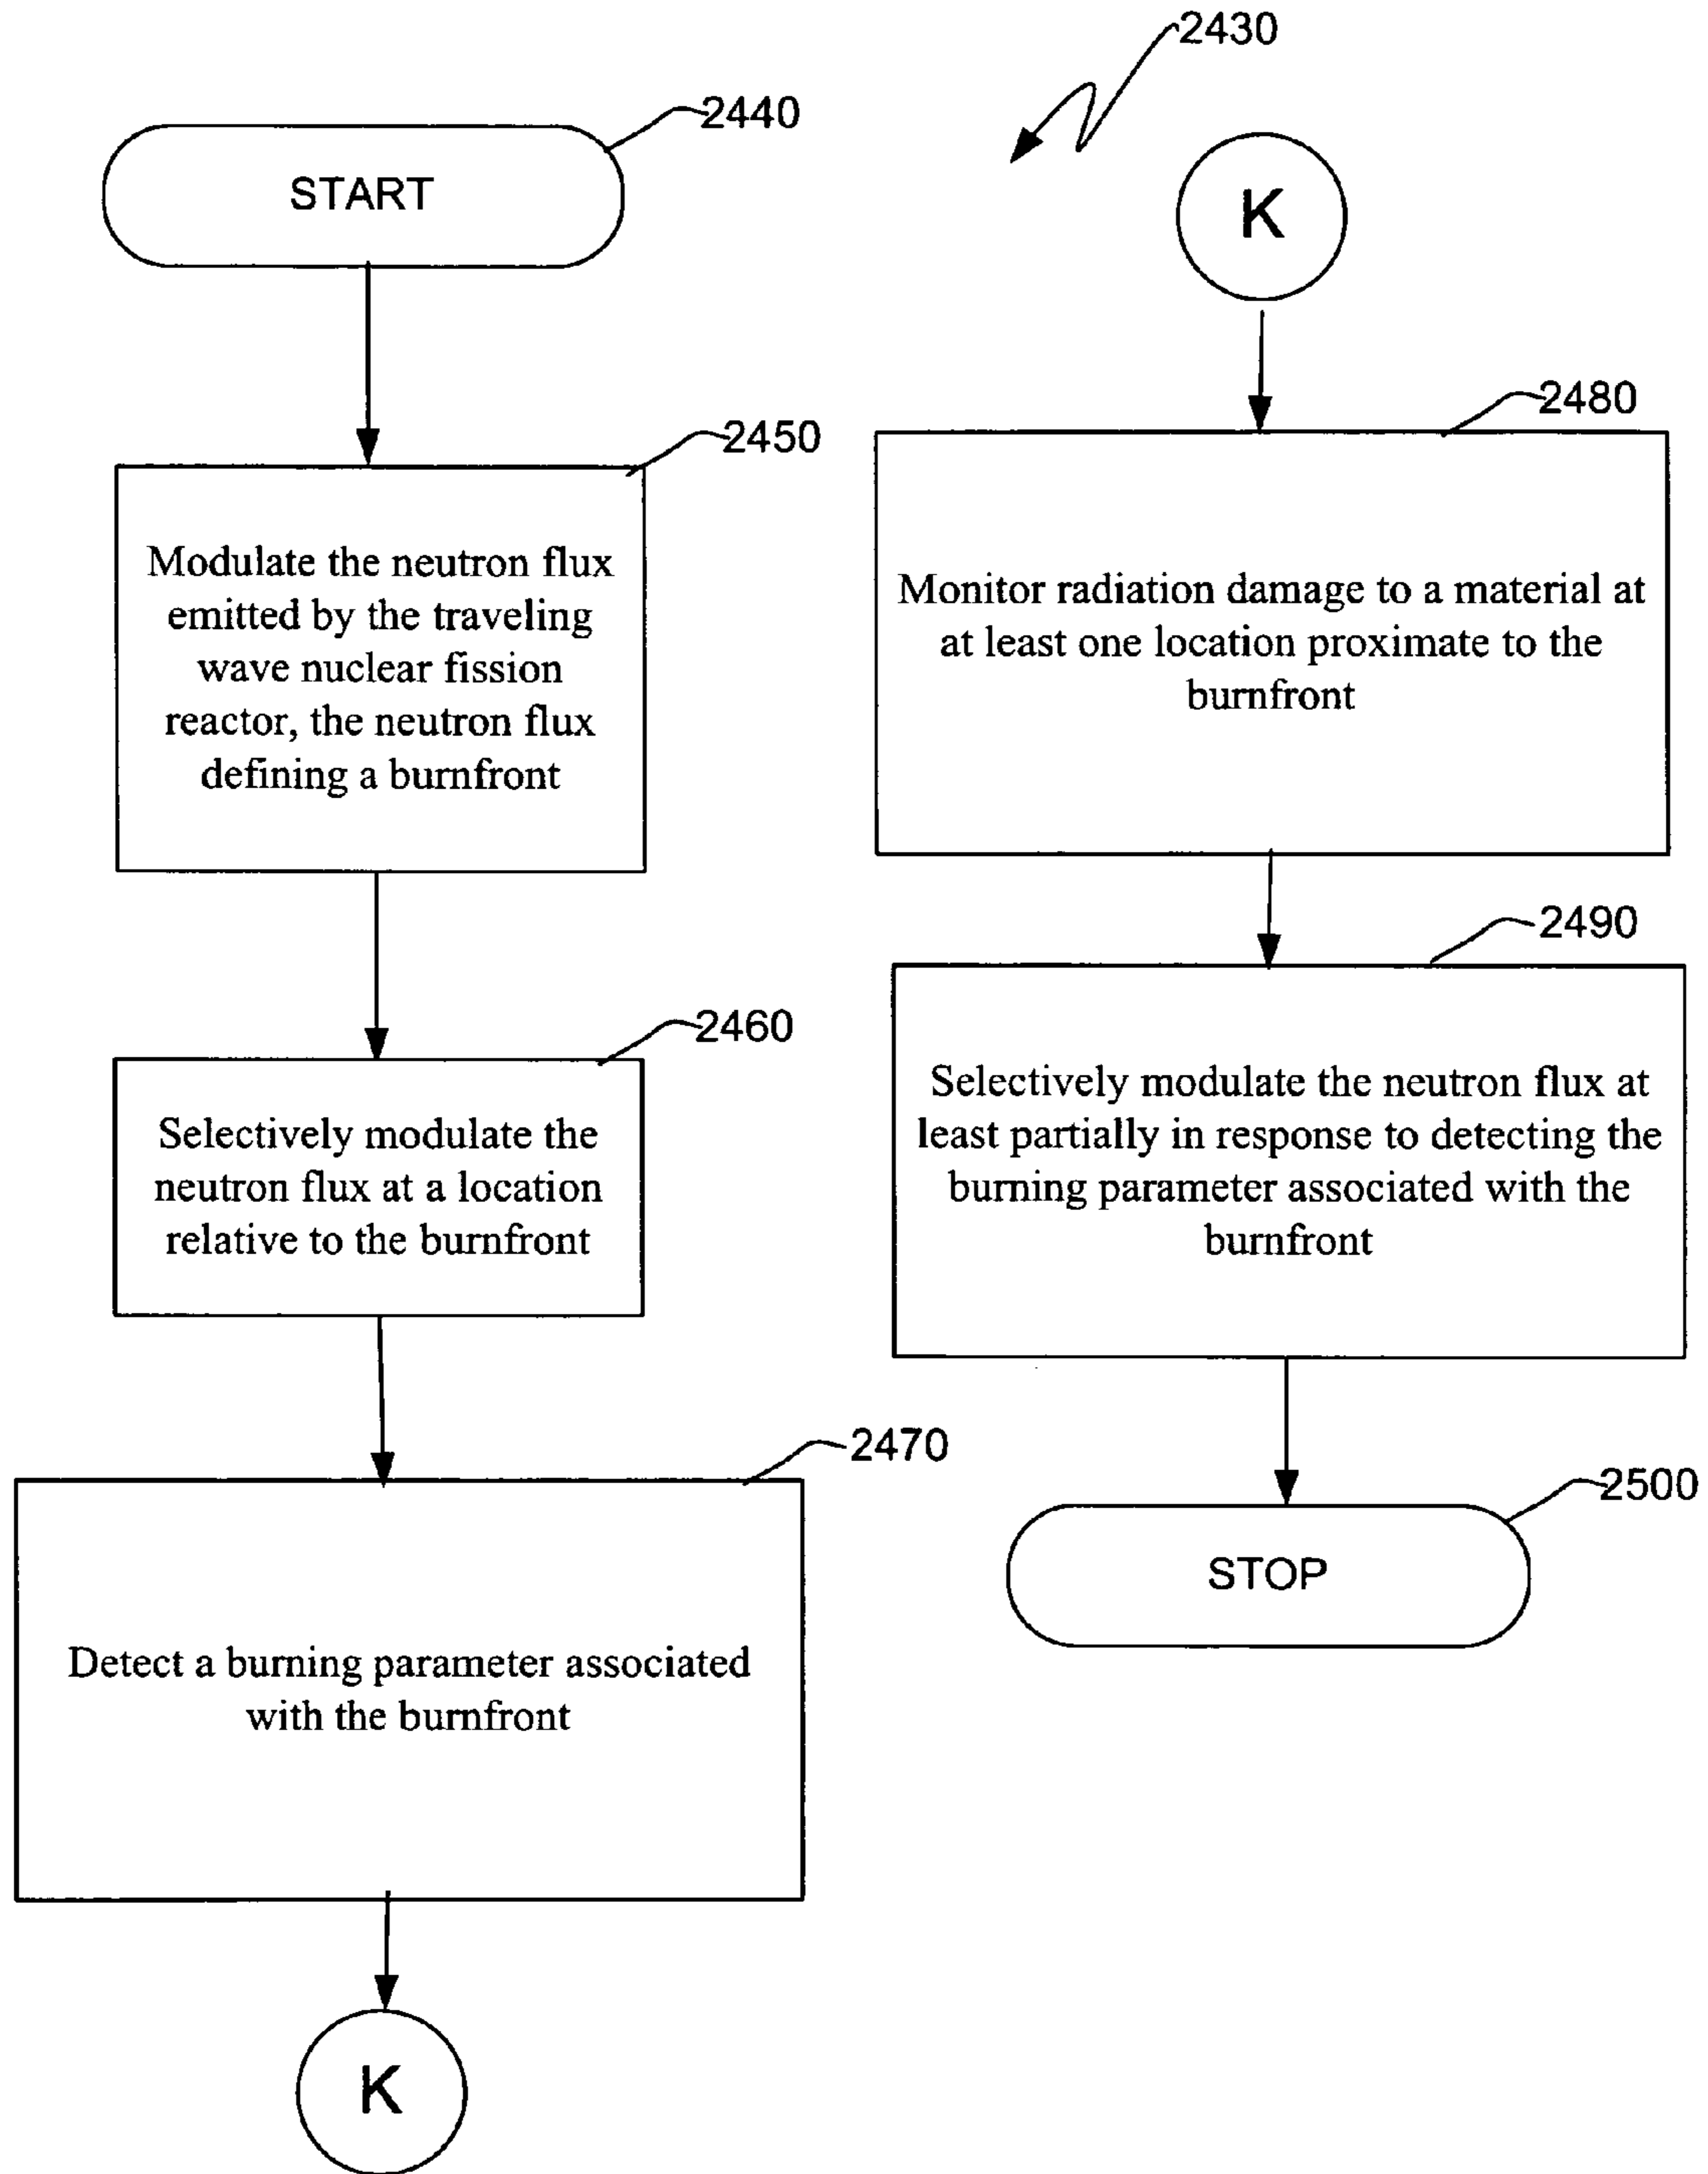 2430
2440
START
2450
Modulate the neutron flux
emitted by the traveling
wave nuclear fission
reactor, the neutron flux
defining a burnfront
2460
Selectively modulate the
neutron flux at a location
relative to the burnfront
2470
Detect a burning parameter associated
with the burnfront
K
K
2480
Monitor radiation damage to a material at
at least one location proximate to the
burnfront
2490
Selectively modulate the neutron flux at
least partially in response to detecting the
burning parameter associated with the
burnfront
2500
STOP